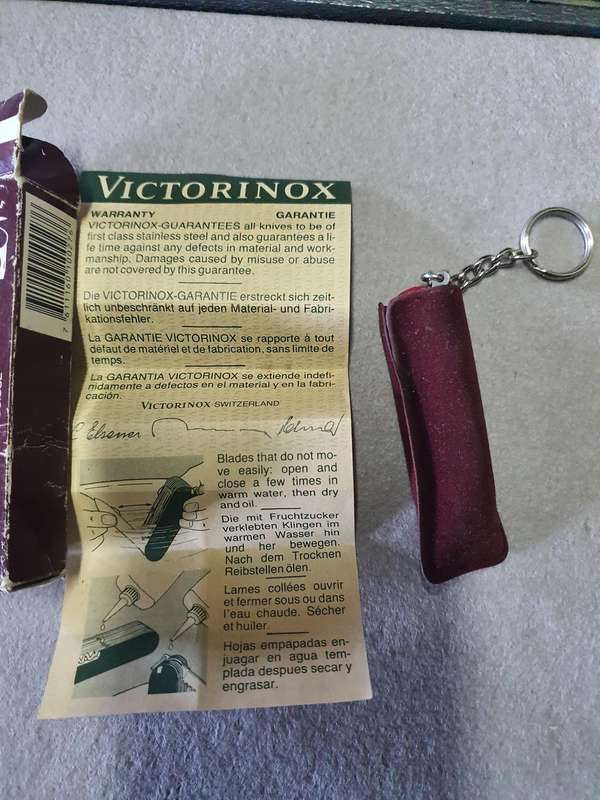 VICTORINOX
WARRANTY GARANTIE
VICTORINOX-GUARANTEES all knives to be of
first class stainless steel and also guarantees a li-
fe time against any defects in material and work-
manship. Damages caused by misuse or abuse
are not covered by this guarantee.
Die VICTORINOX-GARANTIE erstreckt sich zeit-
lich unbeschränkt auf jeden Material- und Fabri-
kationsfehler.
La GARANTIE VICTORINOX se rapporte à tout
défaut de matériel et de fabrication, sans limite de
temps.
La GARANTIA VICTORINOX se extiende indefi-
nidamente a defectos en el material y en la fabri-
cación.
VICTORINOX SWITZERLAND
Elsener
Blades that do not mo-
ve easily: open and
close a few times in
warm water, then dry
and oil.
Die mit Fruchtzucker
verklebten Klingen im
warmen Wasser hin
und her bewegen.
Nach dem Trocknen
Reibstellen ölen.
Lames collées ouvrir
et fermer sous ou dans
l'eau chaude. Sécher
et huiler.
Hojas empapadas en-
juagar en agua tem-
plada despues secar y
engrasar.